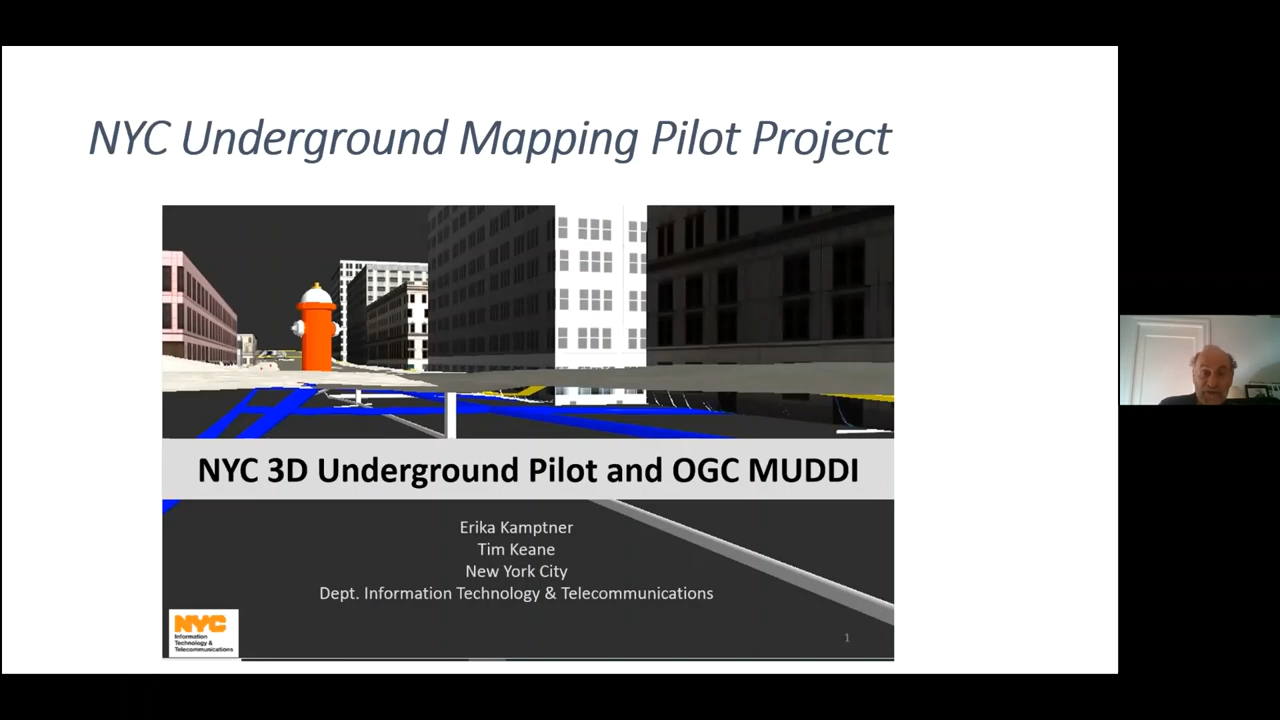 NYC Underground Mapping Pilot Project
NYC 3D Underground Pilot and OGC MUDDI
Erika Kamptner
Tim Keane
New York City
Dept. Information Technology & Telecommunications
NYC
Information
Technology &
Telecommunications
1